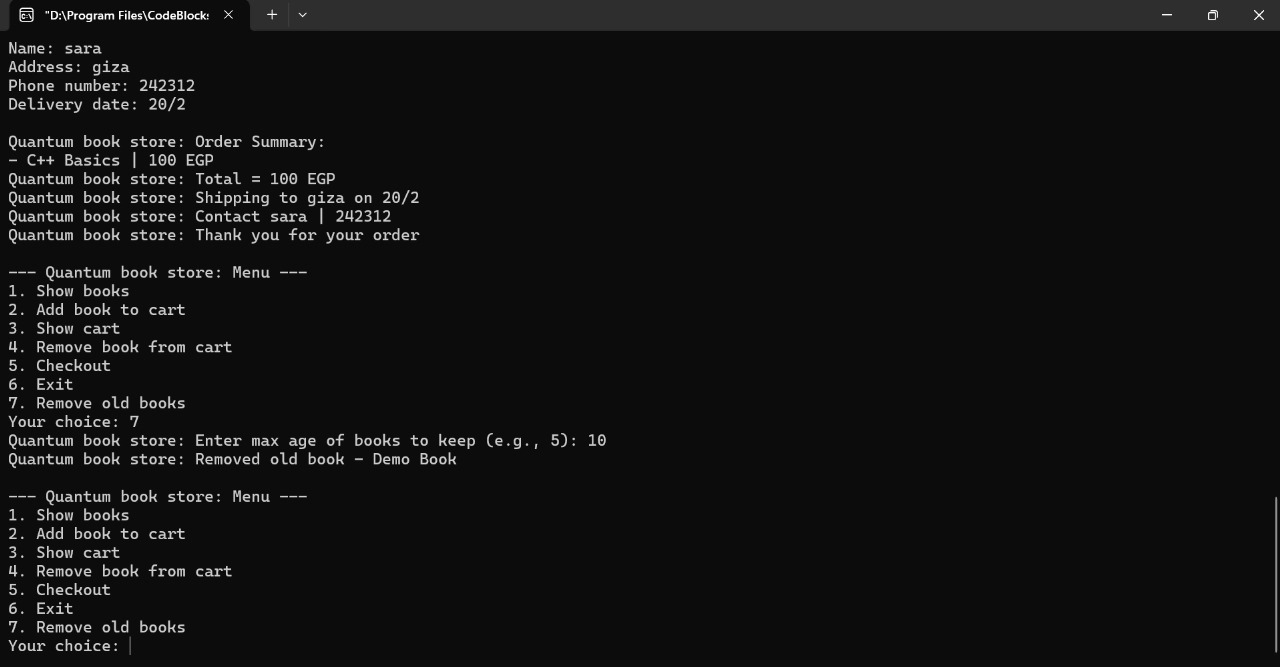 "D:\Program Files\CodeBlocks
Name: sara
Address: giza
Phone number: 242312
Delivery date: 20/2
Quantum book store: Order Summary:
- C++ Basics | 100 EGP
Quantum book store: Total = 100 EGP
Quantum book store: Shipping to giza on 20/2
Quantum book store: Contact sara | 242312
Quantum book store: Thank you for your order
--- Quantum book store: Menu ---
1. Show books
2. Add book to cart
3. Show cart
4. Remove book from cart
5. Checkout
6. Exit
7. Remove old books
Your choice: 7
Quantum book store: Enter max age of books to keep (e.g., 5): 10
Quantum book store: Removed old book - Demo Book
--- Quantum book store: Menu ---
1. Show books
2. Add book to cart
3. Show cart
4. Remove book from cart
5. Checkout
6. Exit
7. Remove old books
Your choice: